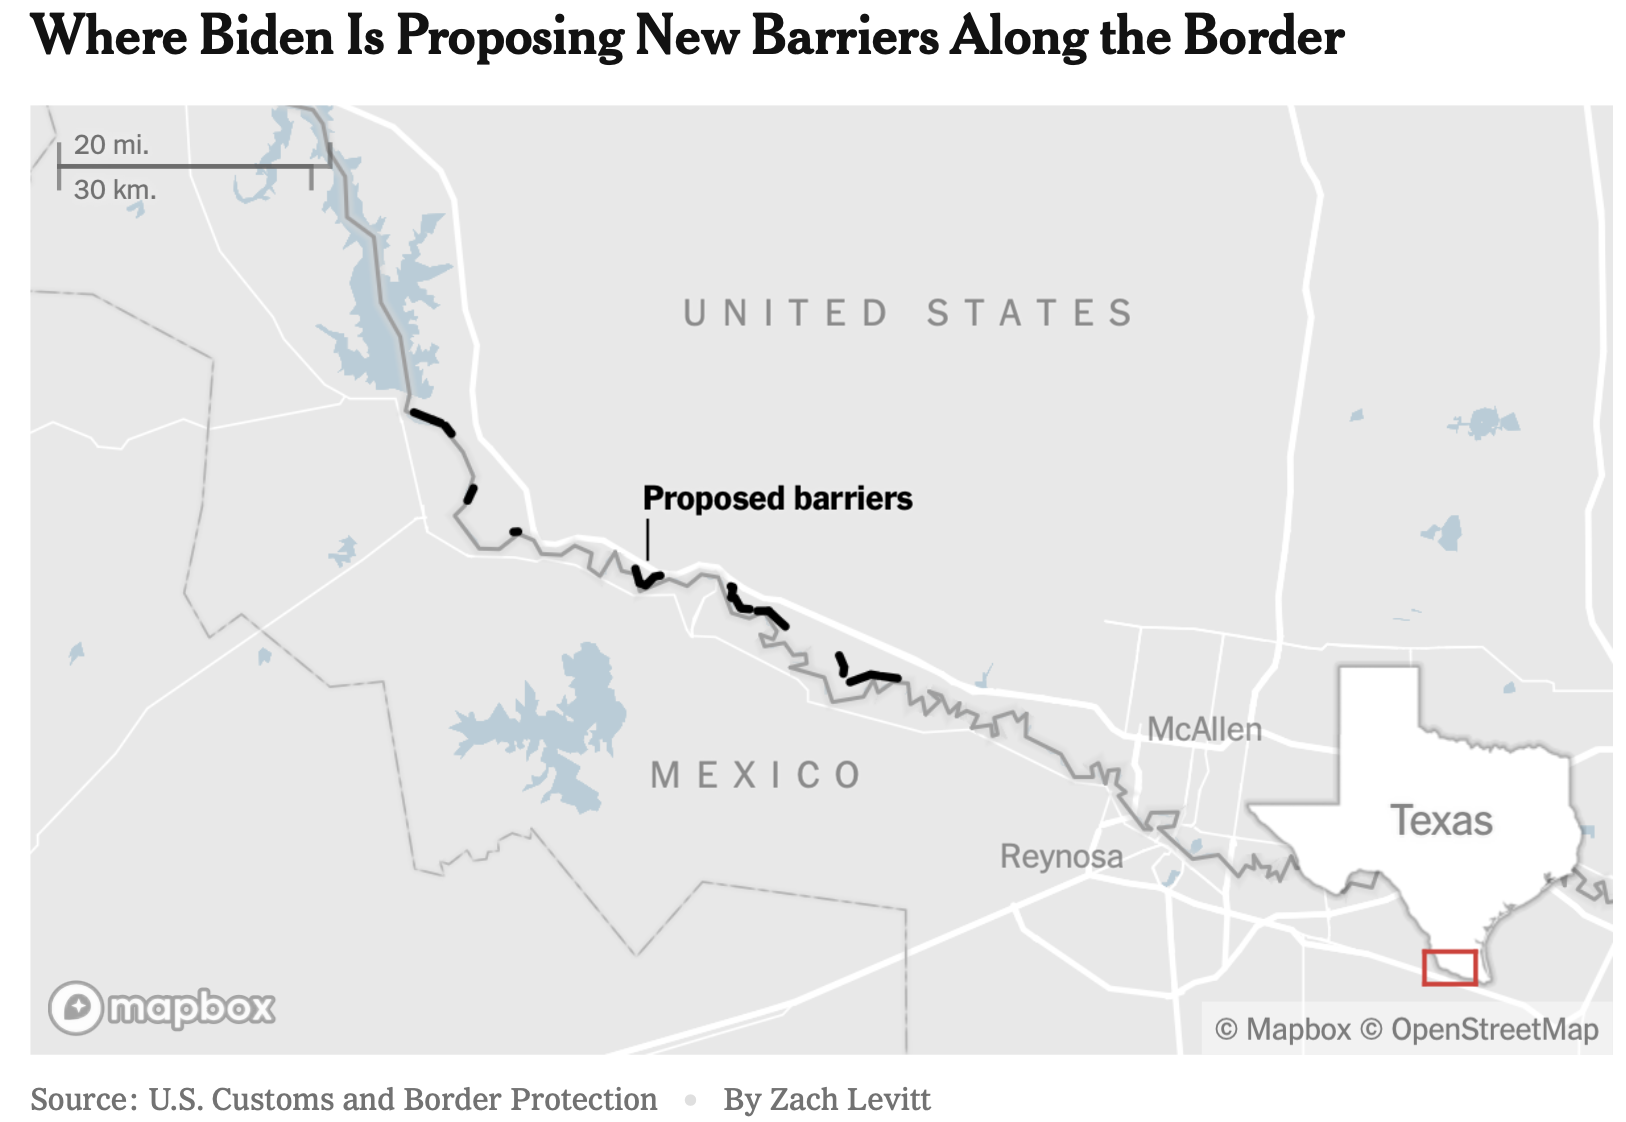 Where Biden Is Proposing New Barriers Along the Border
20 mi.
30 km.
UNITED STATES
Proposed barriers
McAllen
MEXICO
Texas
Reynosa
mapbox
© Mapbox © OpenStreetMap
Source: U.S. Customs and Border Protection • By Zach Levitt